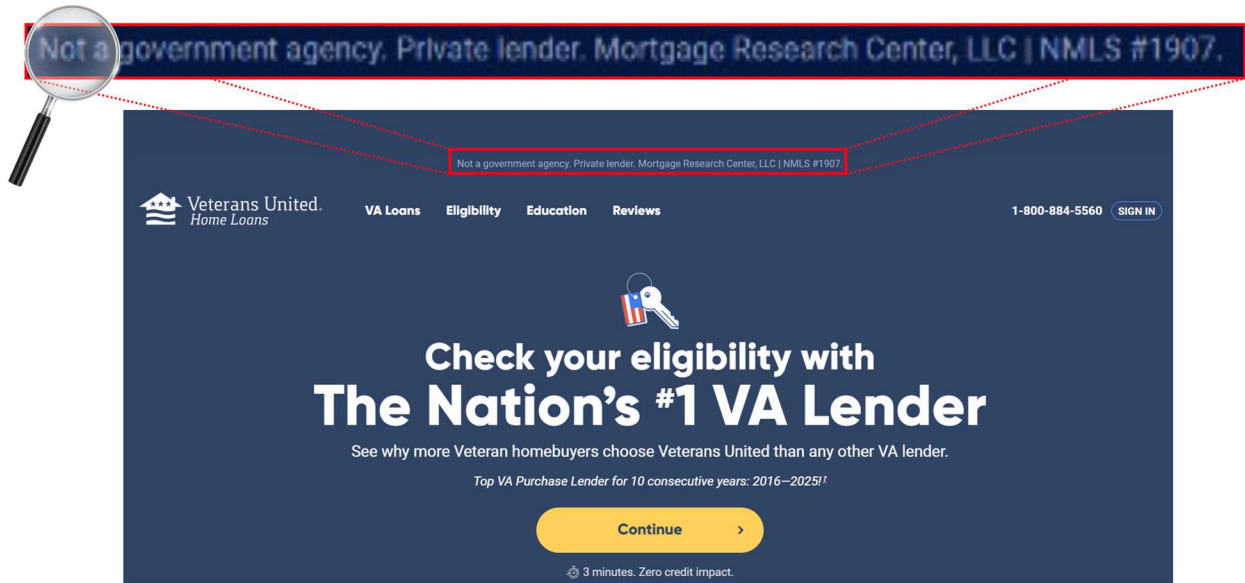 Not a government agency. Private lender. Mortgage Research Center, LLC | NMLS #1907.
Not a government agency. Private lender. Mortgage Research Center, LLC | NMLS #1907.
Veterans United.
Home Loans
VA Loans Eligibility Education Reviews
1-800-884-5560 SIGN IN
Check your eligibility with
The Nation's #1 VA Lender
See why more Veteran homebuyers choose Veterans United than any other VA lender.
Top VA Purchase Lender for 10 consecutive years: 2016—2025!
Continue >
3 minutes. Zero credit impact.